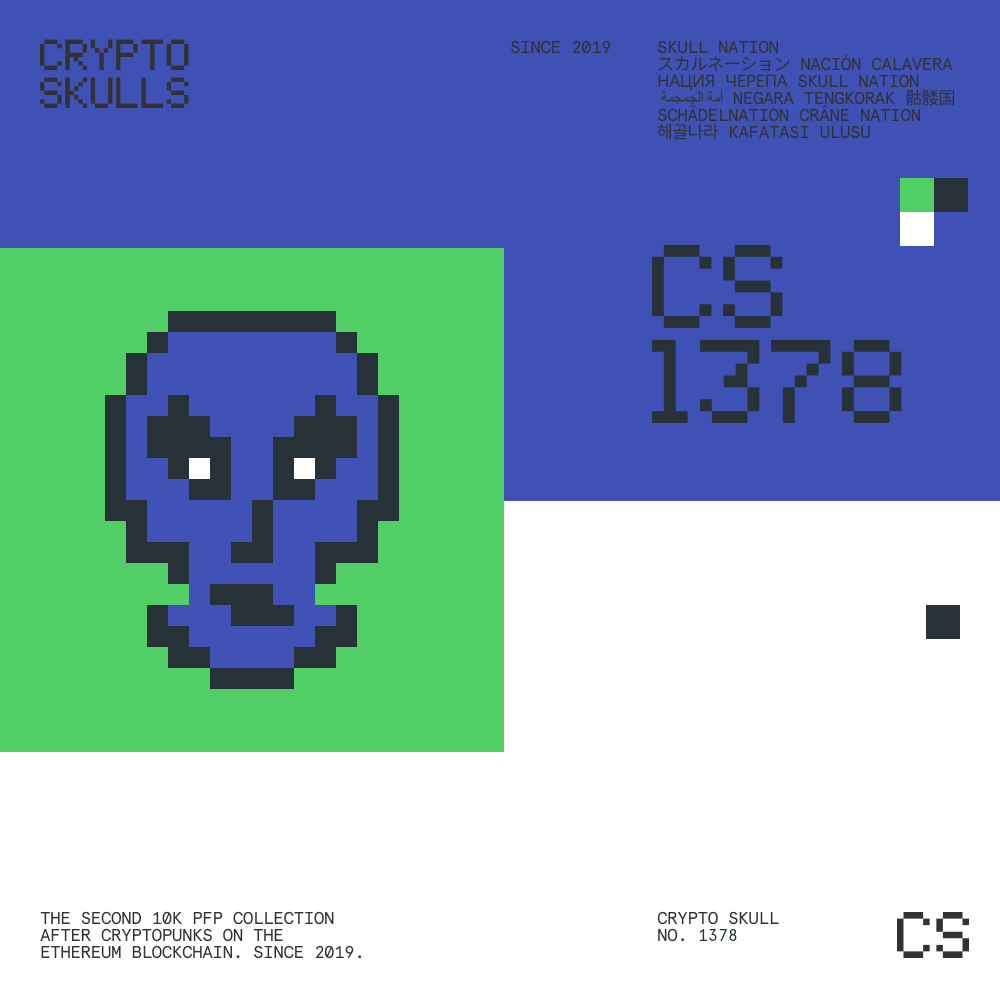 CRYPTO
SKULLS
SINCE 2019
SKULL NATION
スカルネーション NACIÓN CALAVERA
НАЦИЯ ЧЕРЕПА SKULL NATION
أمة الجمجمة NEGARA TENGKORAK 骷髅国
SCHÄDELNATION CRÂNE NATION
해골나라 KAFATASI ULUSU
CS
1378
THE SECOND 10K PFP COLLECTION
AFTER CRYPTOPUNKS ON THE
ETHEREUM BLOCKCHAIN. SINCE 2019.
CRYPTO SKULL
NO. 1378
CS